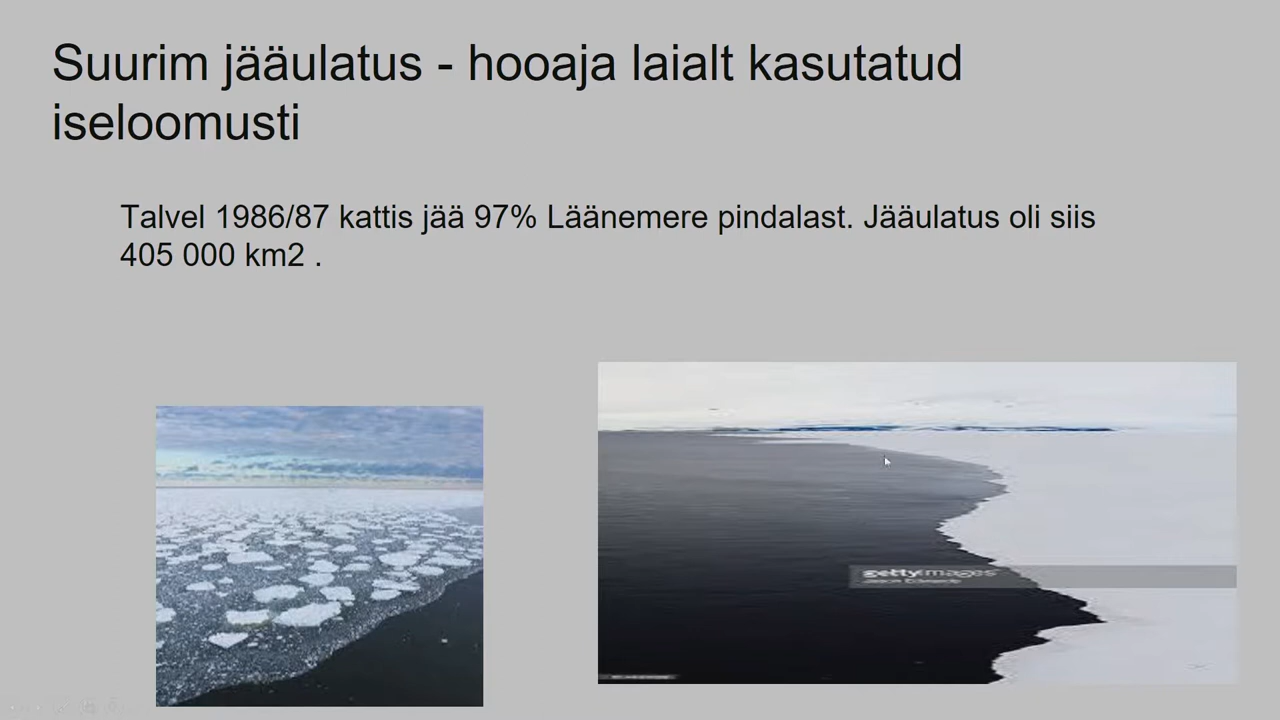 Suurim jääulatus - hooaja laialt kasutatud
iseloomusti
Talvel 1986/87 kattis jää 97% Läänemere pindalast. Jääulatus oli siis
405 000 km2 .
gettyimages